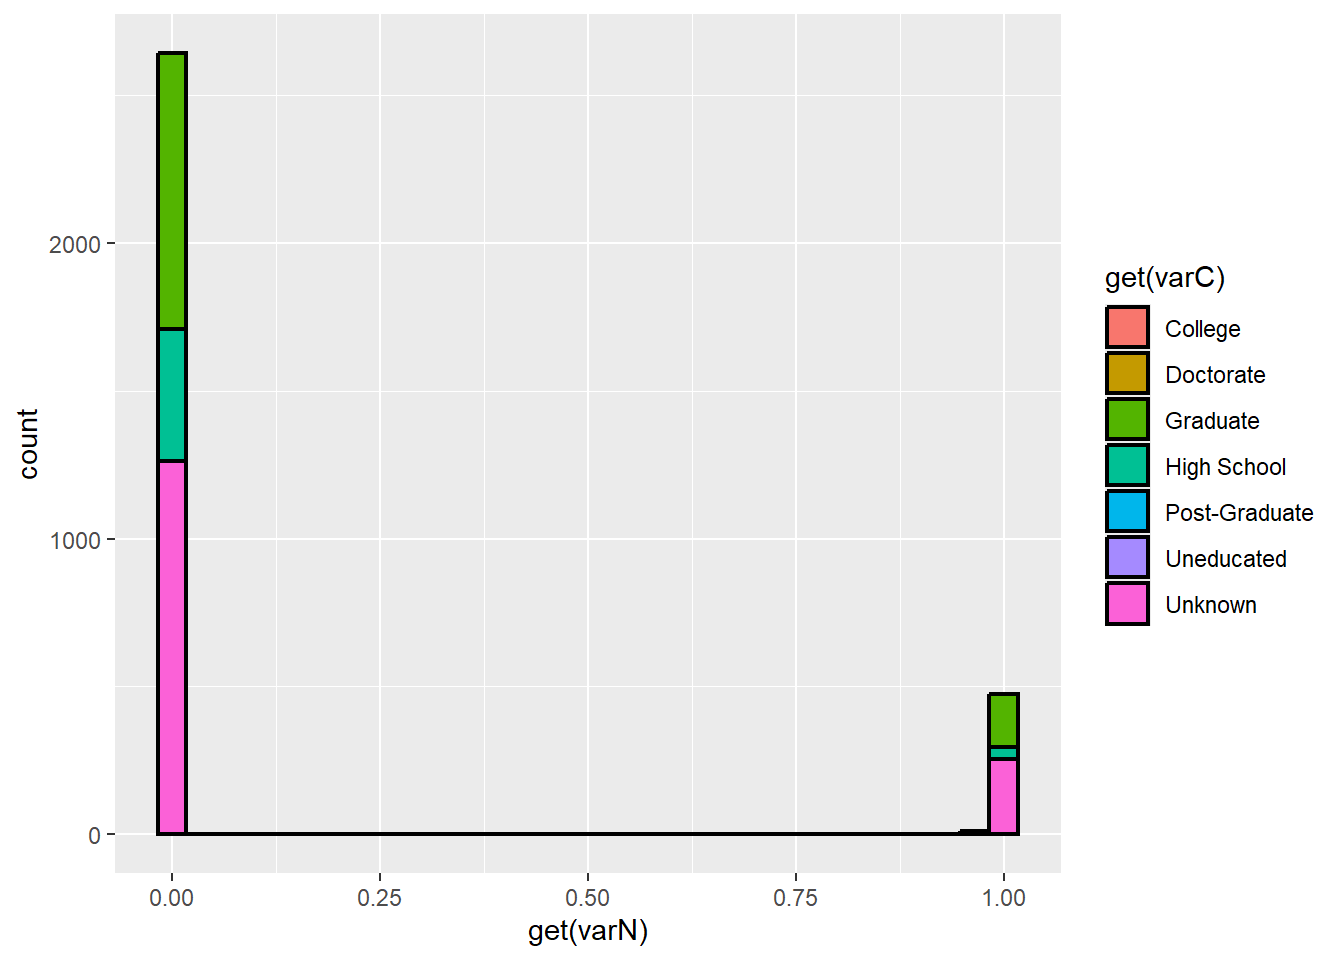 2000
1000
0
count
0.00 0.25 0.50 0.75 1.00
get(varN)
get(varC)
College
Doctorate
Graduate
High School
Post-Graduate
Uneducated
Unknown